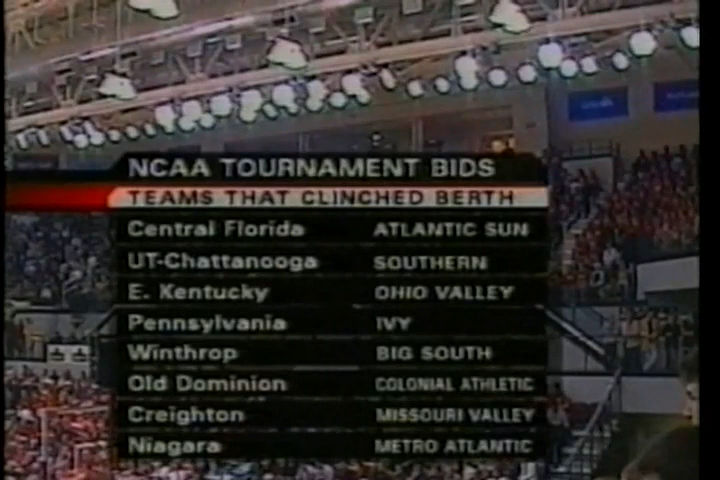 NCAA TOURNAMENT BIDS
TEAMS THAT CLINCHED BERTH
Central Florida ATLANTIC SUN
UT-Chattanooga SOUTHERN
E. Kentucky OHIO VALLEY
Pennsylvania IVY
Winthrop BIG SOUTH
Old Dominion COLONIAL ATHLETIC
Creighton MISSOURI VALLEY
Niagara METRO ATLANTIC